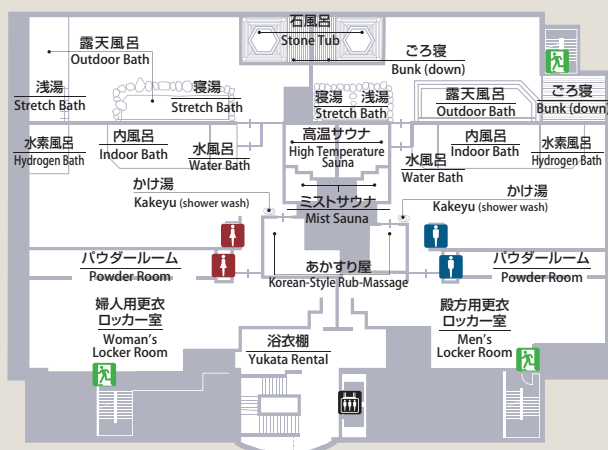 石風呂
Stone Tub
露天風呂
Outdoor Bath
ごろ寝
Bunk (down)
浅湯
Stretch Bath
寝湯
Stretch Bath
寝湯 浅湯
Stretch Bath
露天風呂
Outdoor Bath
ごろ寝
Bunk (down)
水素風呂
Hydrogen Bath
内風呂
Indoor Bath
水風呂
Water Bath
高温サウナ
High Temperature
Sauna
水風呂
Water Bath
内風呂
Indoor Bath
水素風呂
Hydrogen Bath
かけ湯
Kakeyu (shower wash)
ミストサウナ
Mist Sauna
かけ湯
Kakeyu (shower wash)
パウダールーム
Powder Room
あかすり屋
Korean-Style Rub-Massage
パウダールーム
Powder Room
婦人用更衣
ロッカー室
Woman's
Locker Room
浴衣棚
Yukata Rental
殿方用更衣
ロッカー室
Men's
Locker Room